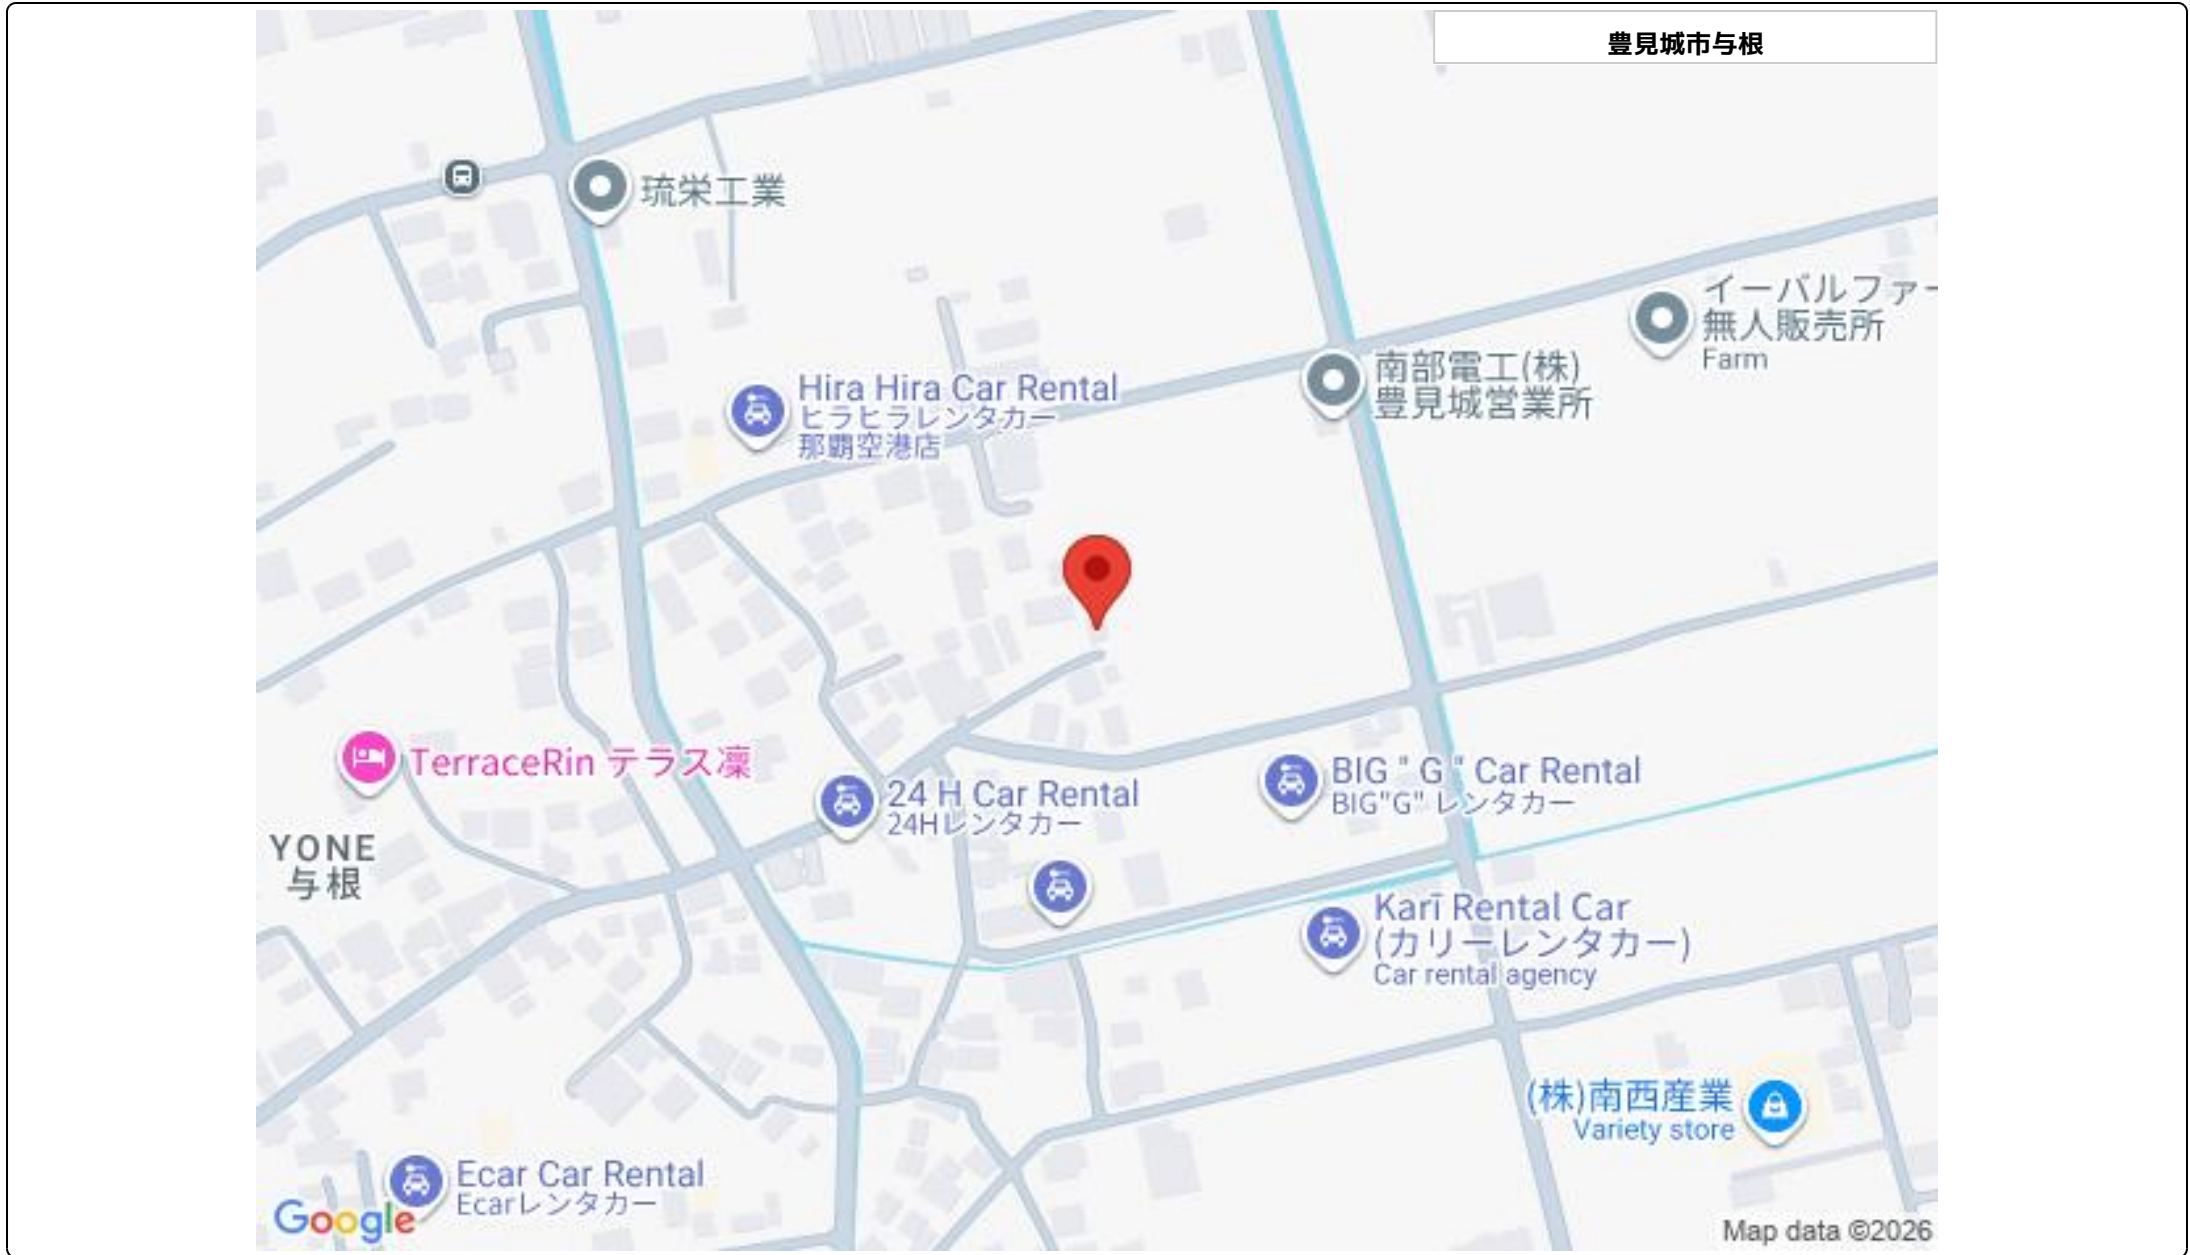 豊見城市与根
琉栄工業
イーバルファー
無人販売所
Farm
南部電工(株)
豊見城営業所
Hira Hira Car Rental
ヒラヒラレンタカー
那覇空港店
TerraceRin テラス凜
24 H Car Rental
24Hレンタカー
BIG " G " Car Rental
BIG"G" レンタカー
YONE
与根
Karī Rental Car
(カリーレンタカー)
Car rental agency
(株)南西産業
Variety store
Ecar Car Rental
Ecarレンタカー
Google
Map data ©2026